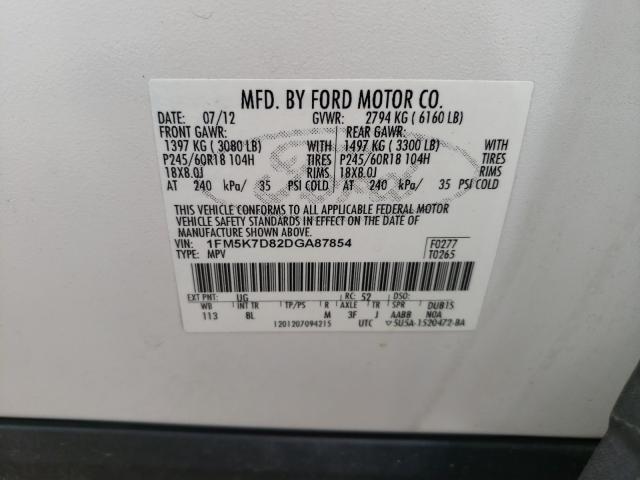 MFD. BY FORD MOTOR CO.
DATE: 07/12 GVWR: 2794 KG ( 6160 LB)
FRONT GAWR: REAR GAWR:
1397 KG ( 3080 LB) WITH 1497 KG ( 3300 LB) WITH
P245/60R18 104H TIRES P245/60R18 104H TIRES
18X8.0J RIMS 18X8.0J RIMS
AT 240 kPa/ 35 PSI COLD AT 240 kPa/ 35 PSI COLD
THIS VEHICLE CONFORMS TO ALL APPLICABLE FEDERAL MOTOR
VEHICLE SAFETY STANDARDS IN EFFECT ON THE DATE OF
MANUFACTURE SHOWN ABOVE.
VIN: 1FM5K7D82DGA87854 F0277
TYPE: MPV T0265
EXT PNT: UG RC: 52 DSO:
WB INT TR TP/PS R AXLE TR SPR DUB15
113 BL M 3F J AABB N0A
1201207094215 UTC 5U5A-1520472-BA
Ford